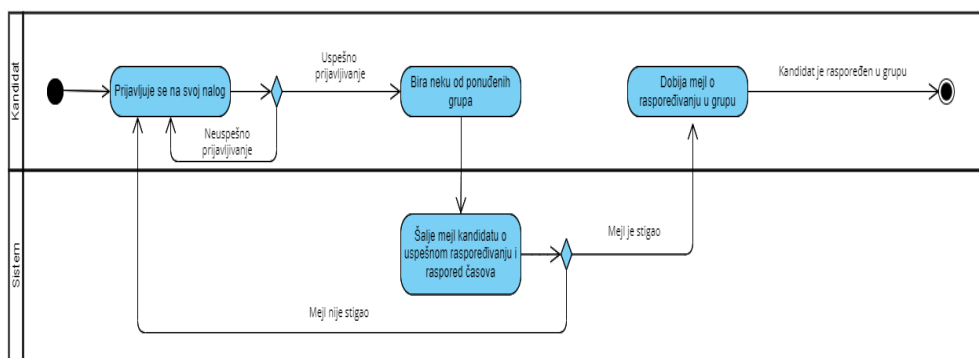 Kandidat
Prijavljuje se na svoj nalog
Uspešno
prijavljivanje
Neuspešno
prijavljivanje
Bira neku od ponuđenih
grupa
Dobija mejl o
raspoređivanju u grupu
Kandidat je raspoređen u grupu
Sistem
Šalje mejl kandidatu o
uspešnom raspoređivanju i
raspored časova
Mejl je stigao
Mejl nije stigao